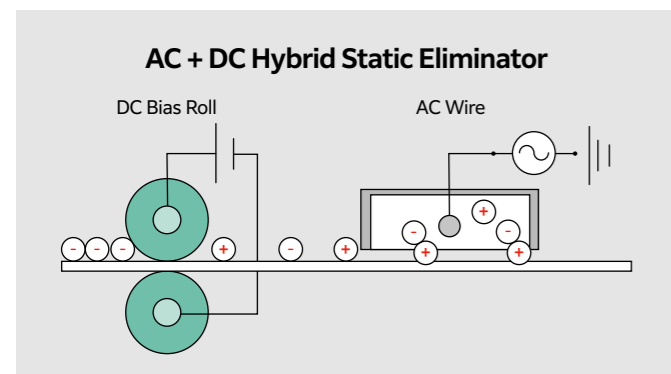 AC + DC Hybrid Static Eliminator
DC Bias Roll
AC Wire
- - - + - + - + + - +